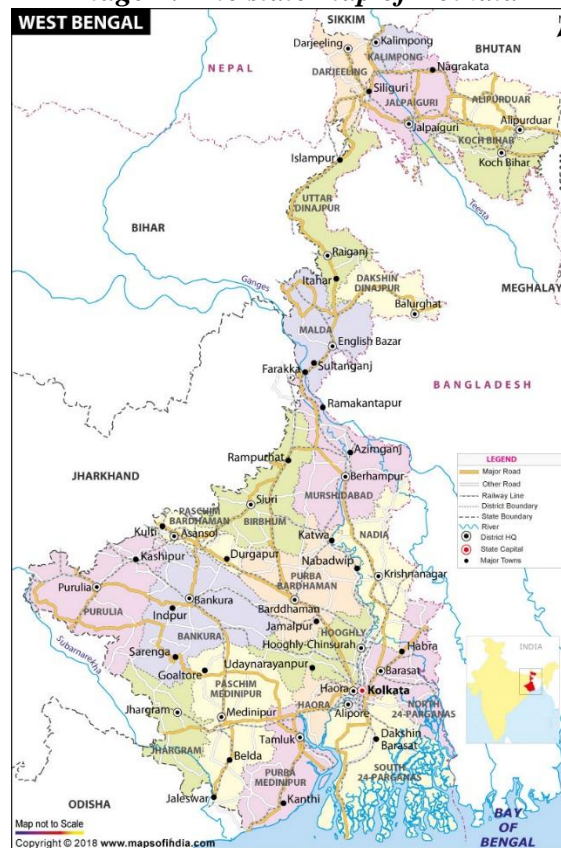 WEST BENGAL
SIKKIM
Darjeeling
Kalimpong
KALIMPONG
BHUTAN
NEPAL
DARJEELING
Nagrakata
Siliguri
JALPAIGURI
ALIPURDUAR
Alipurduar
Jalpaiguri
KOCH BIHAR
Koch Bihar
Islampur
UTTAR
DINAJPUR
Teesta
BIHAR
Raiganj
Ganges
Itahar
DAKSHIN
DINAJPUR
MEGHALAY
Balurghat
MALDA
English Bazar
Farakka
Sultanganj
BANGLADESH
Ramakantapur
JHARKHAND
Rampurhat
Azimganj
Berhampur
MURSHIDABAD
LEGEND
Major Road
Other Road
Railway Line
District Boundary
State Boundary
River
District HQ
State Capital
Major Towns
Siuri
PASCHIM
BARDHAMAN
BIRBHUM
Kulti
Asansol
Katwa
NADIA
Kashipur
Durgapur
Nabadwip
PURBA
BARDHAMAN
Krishnanagar
Purulia
PURULIA
Bankura
Barddhaman
Indpur
Jamalpur
HOOGHLY
BANKURA
Hooghly-Chinsurah
Habra
INDIA
Subarnarekha
Sarenga
Udaynarayanpur
Barasat
Goaltore
PASCHIM
MEDINIPUR
Haora
Kolkata
HAORA
Alipore
NORTH
24-PARGANAS
Jhargram
Medinipur
Tamluk
Dakshin
Barasat
JHARGRAM
Belda
PURBA
MEDINIPUR
SOUTH
24-PARGANAS
ODISHA
Jaleswar
Kanthi
BAY
OF
BENGAL
Map not to Scale
Copyright © 2018 www.mapsofindia.com